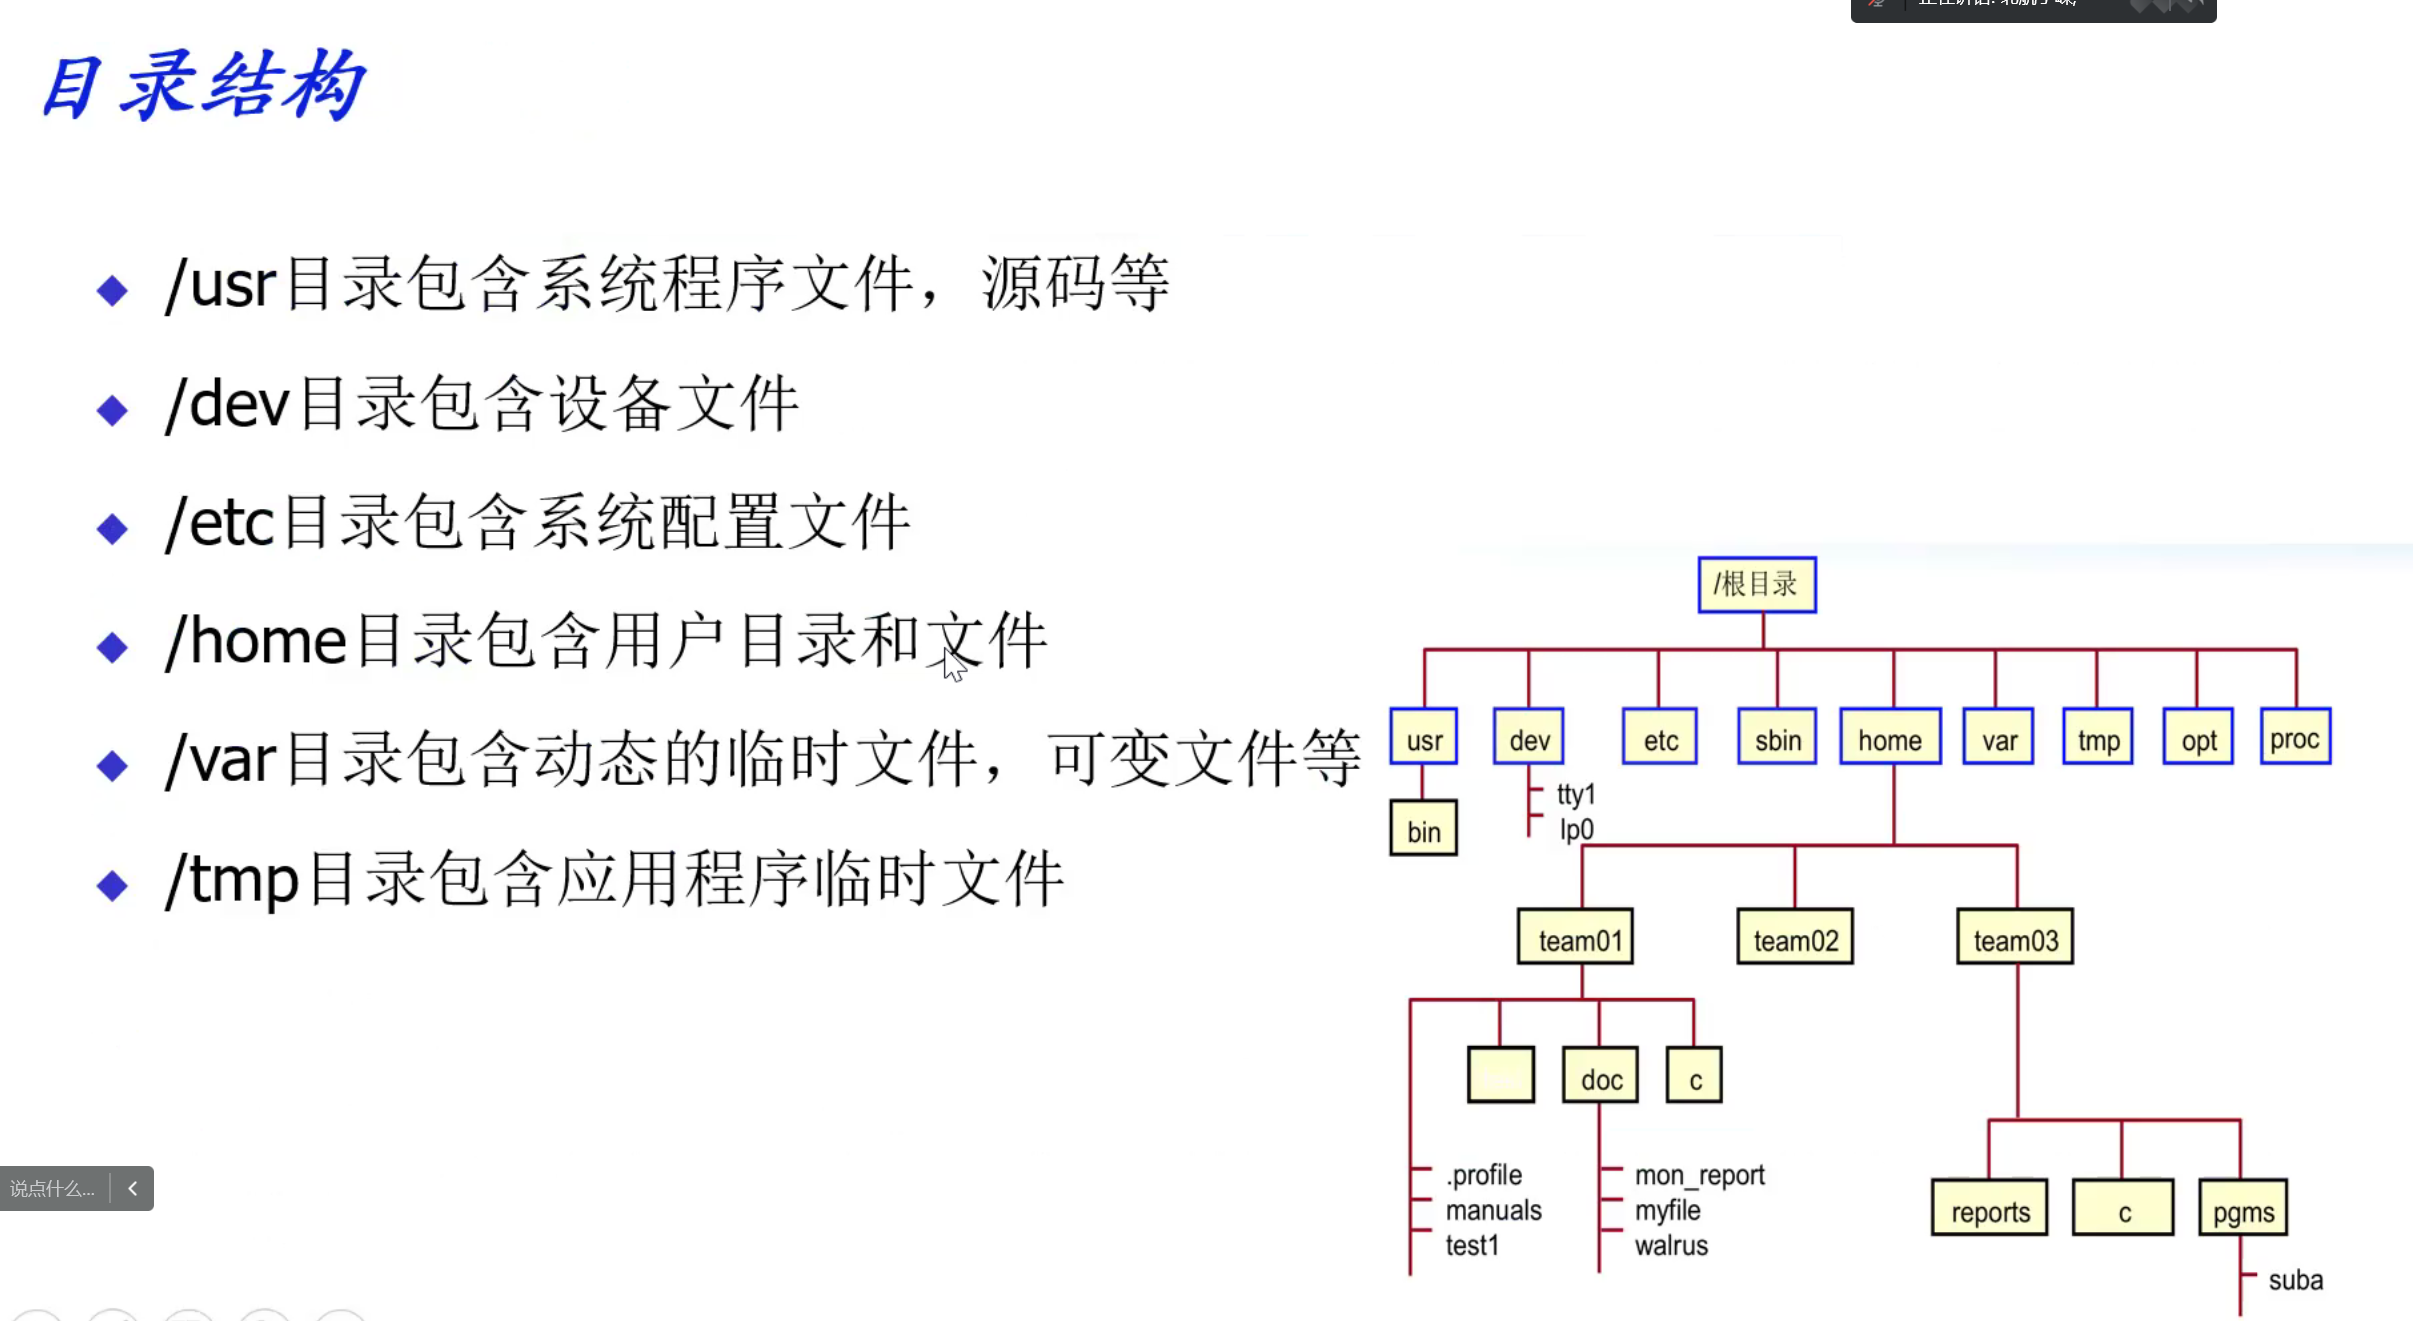 目录结构
/usr目录包含系统程序文件，源码等
/dev目录包含设备文件
/etc目录包含系统配置文件
/home目录包含用户目录和文件
/var目录包含动态的临时文件，可变文件等
/tmp目录包含应用程序临时文件
/根目录
usr
dev
etc
sbin
home
var
tmp
opt
proc
bin
tty1
lp0
team01
team02
team03
doc
c
.profile
manuals
test1
mon_report
myfile
walrus
reports
c
pgms
suba
说点什么...